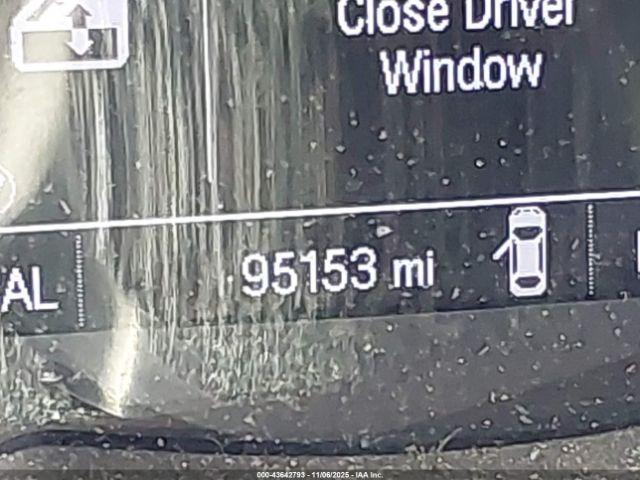 Close Driver
Window
AL
95153 mi
000-43642793 - 11/06/2025 - IAA Inc.